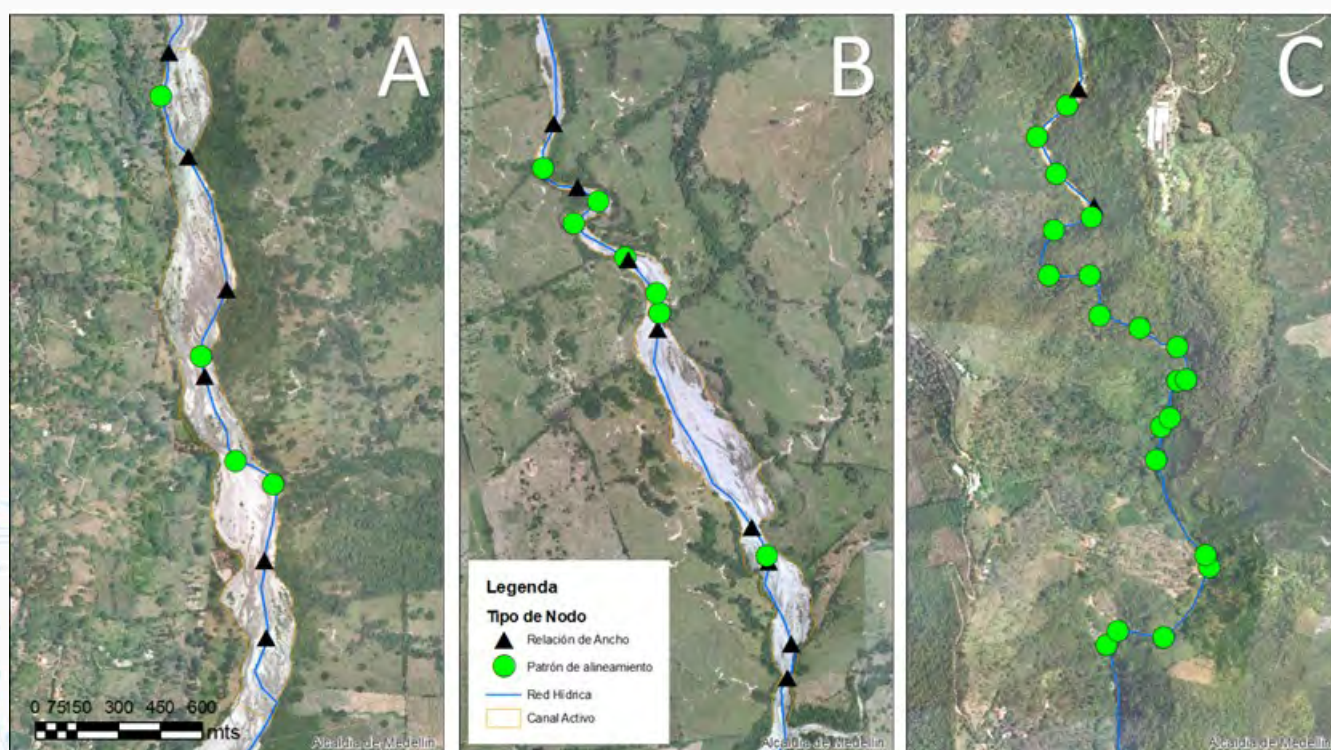 A
B
C
Legenda
Tipo de Nodo
Relación de Ancho
Patrón de alineamiento
Red Hídrica
Canal Activo
0 75150 300 450 600
mts
Alcaldía de Medellín
Alcaldía de Medellín
Alcaldía de Medellín